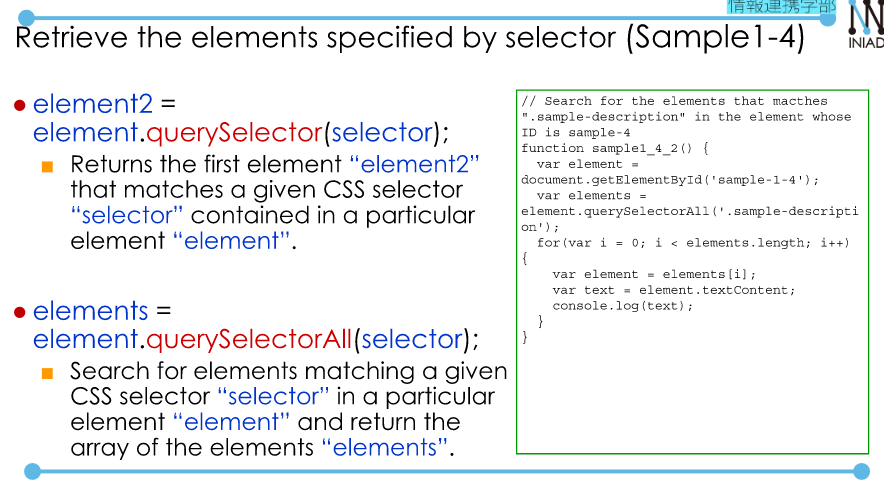 情報連携学部
INIAD
Retrieve the elements specified by selector (Sample1-4)
● element2 =
element.querySelector(selector);
■ Returns the first element “element2”
that matches a given CSS selector
“selector” contained in a particular
element “element”.
● elements =
element.querySelectorAll(selector);
■ Search for elements matching a given
CSS selector “selector” in a particular
element “element” and return the
array of the elements “elements”.
// Search for the elements that macthes
".sample-description" in the element whose
ID is sample-4
function sample1_4_2() {
  var element =
document.getElementById('sample-1-4');
  var elements =
element.querySelectorAll('.sample-descripti
on');
  for(var i = 0; i < elements.length; i++)
{
    var element = elements[i];
    var text = element.textContent;
    console.log(text);
  }
}